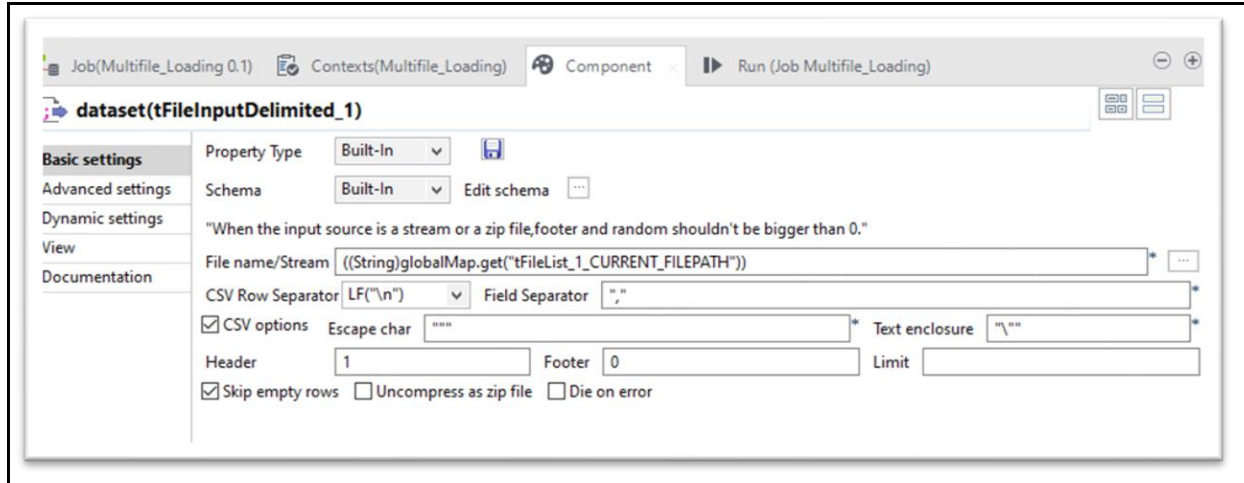 Job(Multifile_Loading 0.1) Contexts(Multifile_Loading) Component Run (Job Multifile_Loading)
dataset(tFileInputDelimited_1)
Basic settings
Advanced settings
Dynamic settings
View
Documentation
Property Type Built-In
Schema Built-In Edit schema ...
"When the input source is a stream or a zip file,footer and random shouldn't be bigger than 0."
File name/Stream ((String)globalMap.get("tFileList_1_CURRENT_FILEPATH")) * ...
CSV Row Separator LF("\n") Field Separator "," *
CSV options Escape char """ * Text enclosure "\"" *
Header 1 Footer 0 Limit
Skip empty rows Uncompress as zip file Die on error